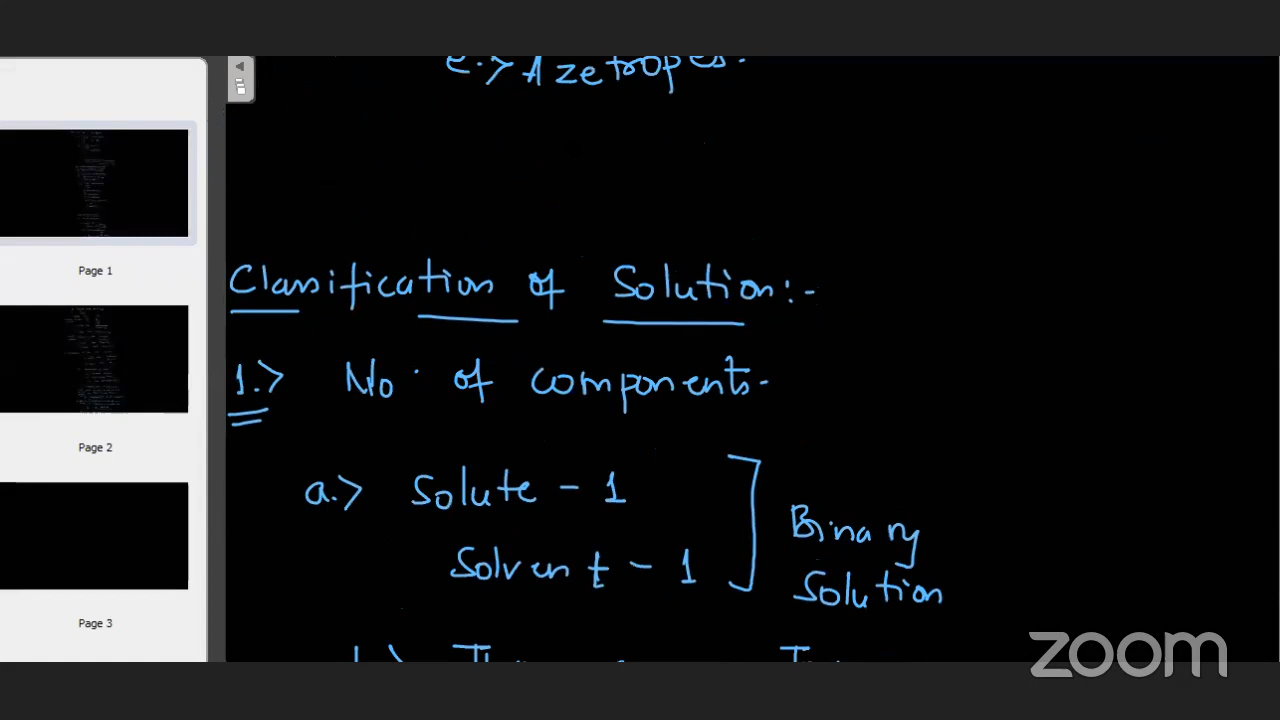 e.> Azetropes.
Classification of Solution:-
1.> No. of components.
a.> Solute - 1
Solvent - 1
Binary
Solution
Page 1
Page 2
Page 3
zoom